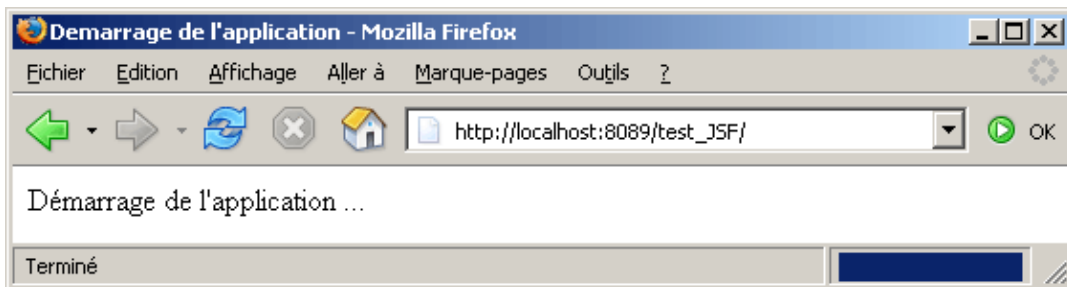 Demarrage de l'application - Mozilla Firefox
Fichier Edition Affichage Aller à Marque-pages Outils ?
http://localhost:8089/test_JSF/ OK
Démarrage de l'application ...
Terminé